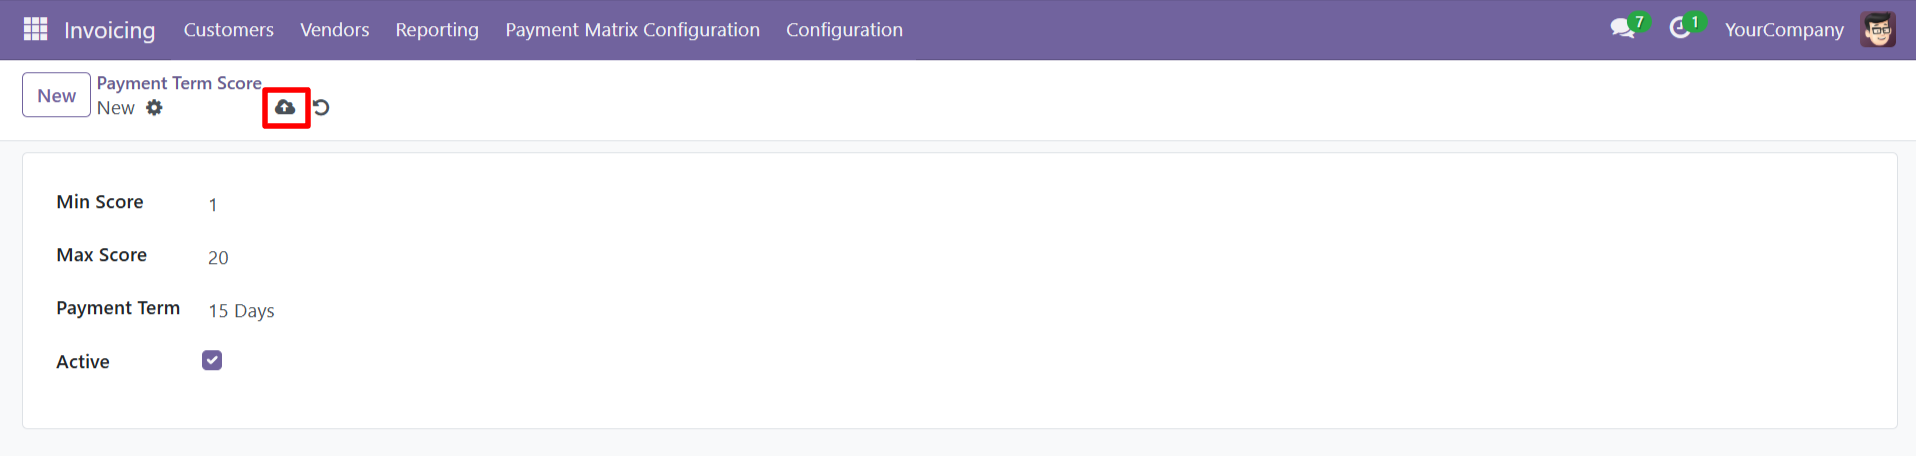 Invoicing Customers Vendors Reporting Payment Matrix Configuration Configuration 7 1 YourCompany
New Payment Term Score
New
Min Score 1
Max Score 20
Payment Term 15 Days
Active